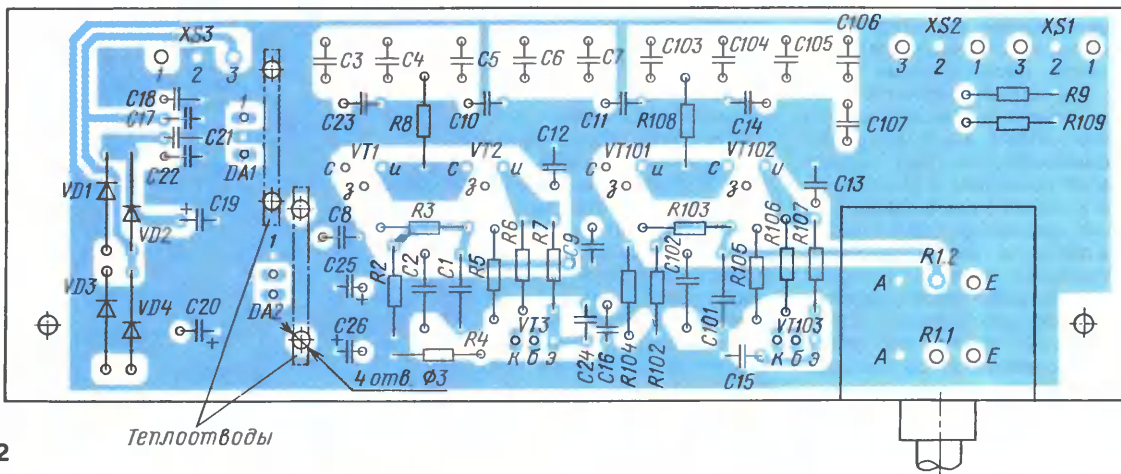 XS3
C106
XS2 XS1
1 2 3
C3 C4 C5 C6 C7 C103 C104 C105
3 2 1 3 2 1
C18
1
C17
C23 R8 C10 C11 R108 C14 C107
R9
R109
C21
C12
C22 DA1
VT1 VT2 VT101 VT102
с и с и с и с и
з з з з
C13
VD1
C19
VD2
C8 R3 R6 R7 C9 R103 R106 R107
1
C25 R2 C2 C1 R5 C102 R105
R1.2
A E
VD3
VD4 DA2
C20
C26 R4 VT3 C24 C16 R104 R102 C101 VT103
R1.1
к б э к б э
A E
C15
4 отв. Ф3
Теплоотводы
2